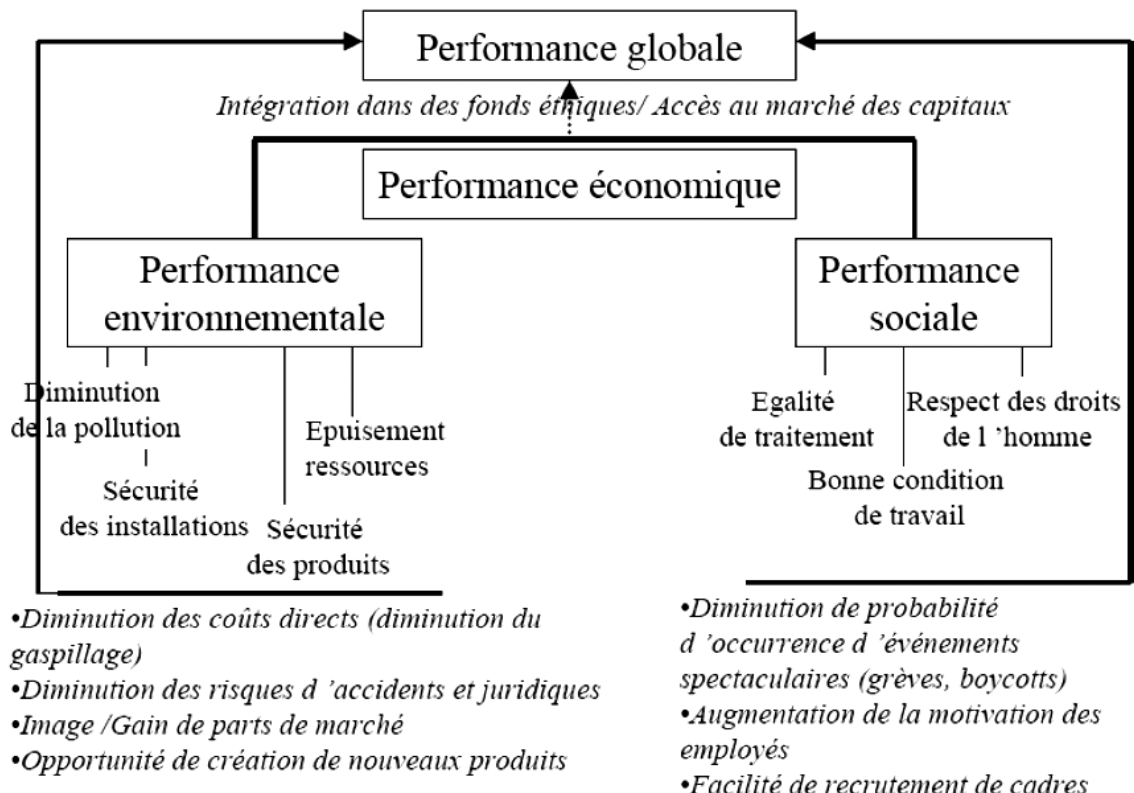 Performance globale
Intégration dans des fonds éthiques/ Accès au marché des capitaux
Performance économique
Performance
environnementale
Performance
sociale
Diminution
de la pollution
Epuisement
ressources
Sécurité
des installations
Sécurité
des produits
Egalité
de traitement
Respect des droits
de l ’homme
Bonne condition
de travail
•Diminution des coûts directs (diminution du
gaspillage)
•Diminution des risques d ’accidents et juridiques
•Image /Gain de parts de marché
•Opportunité de création de nouveaux produits
•Diminution de probabilité
d ’occurrence d ’événements
spectaculaires (grèves, boycotts)
•Augmentation de la motivation des
employés
•Facilité de recrutement de cadres